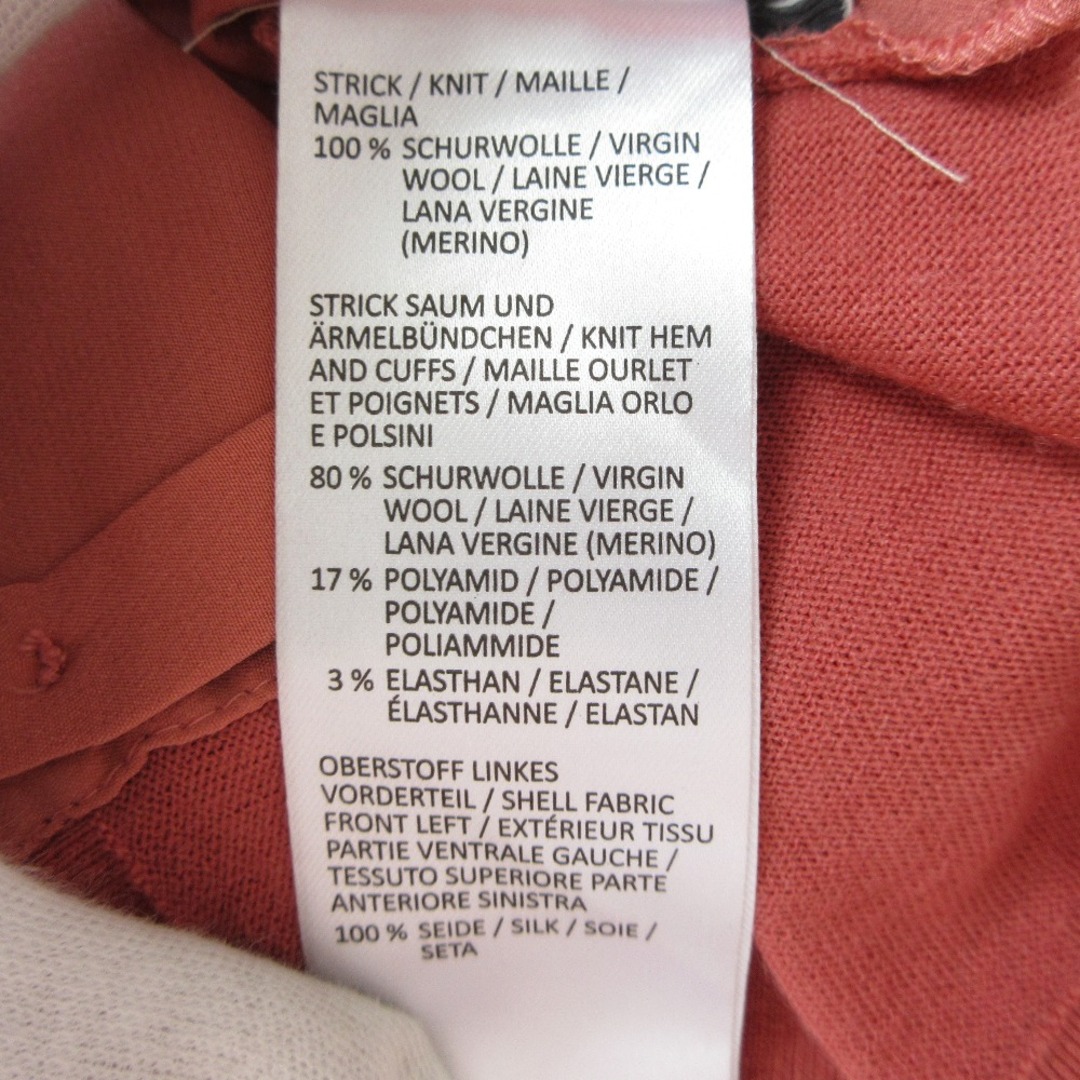 STRICK / KNIT / MAILLE /
MAGLIA
100 % SCHURWOLLE / VIRGIN
WOOL / LAINE VIERGE /
LANA VERGINE
(MERINO)
STRICK SAUM UND
ÄRMELBÜNDCHEN / KNIT HEM
AND CUFFS / MAILLE OURLET
ET POIGNETS / MAGLIA ORLO
E POLSINI
80 % SCHURWOLLE / VIRGIN
WOOL / LAINE VIERGE /
LANA VERGINE (MERINO)
17 % POLYAMID / POLYAMIDE /
POLYAMIDE /
POLIAMMIDE
3 % ELASTHAN / ELASTANE /
ÉLASTHANNE / ELASTAN
OBERSTOFF LINKES
VORDERTEIL / SHELL FABRIC
FRONT LEFT / EXTÉRIEUR TISSU
PARTIE VENTRALE GAUCHE /
TESSUTO SUPERIORE PARTE
ANTERIORE SINISTRA
100 % SEIDE / SILK / SOIE /
SETA